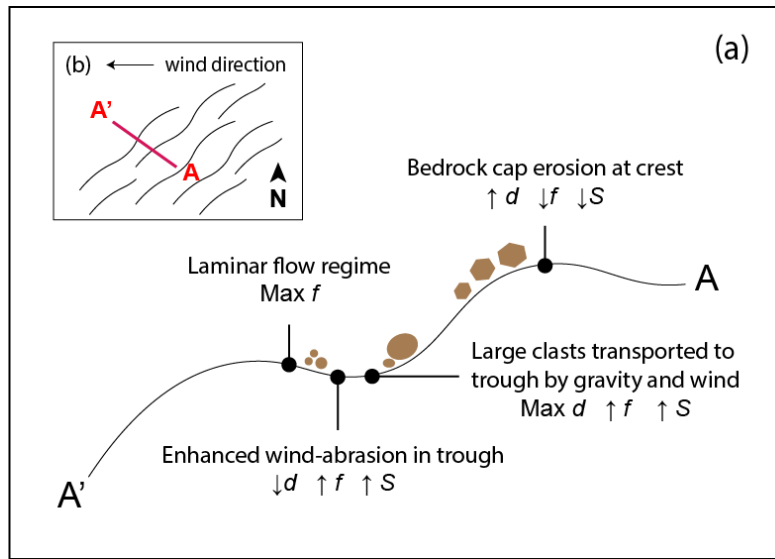 (a)
(b) ← wind direction
A'
A
N
Bedrock cap erosion at crest
↑ d ↓f ↓S
Laminar flow regime
Max f
A
Large clasts transported to
trough by gravity and wind
Max d ↑ f ↑ S
Enhanced wind-abrasion in trough
↓d ↑ f ↑ S
A'